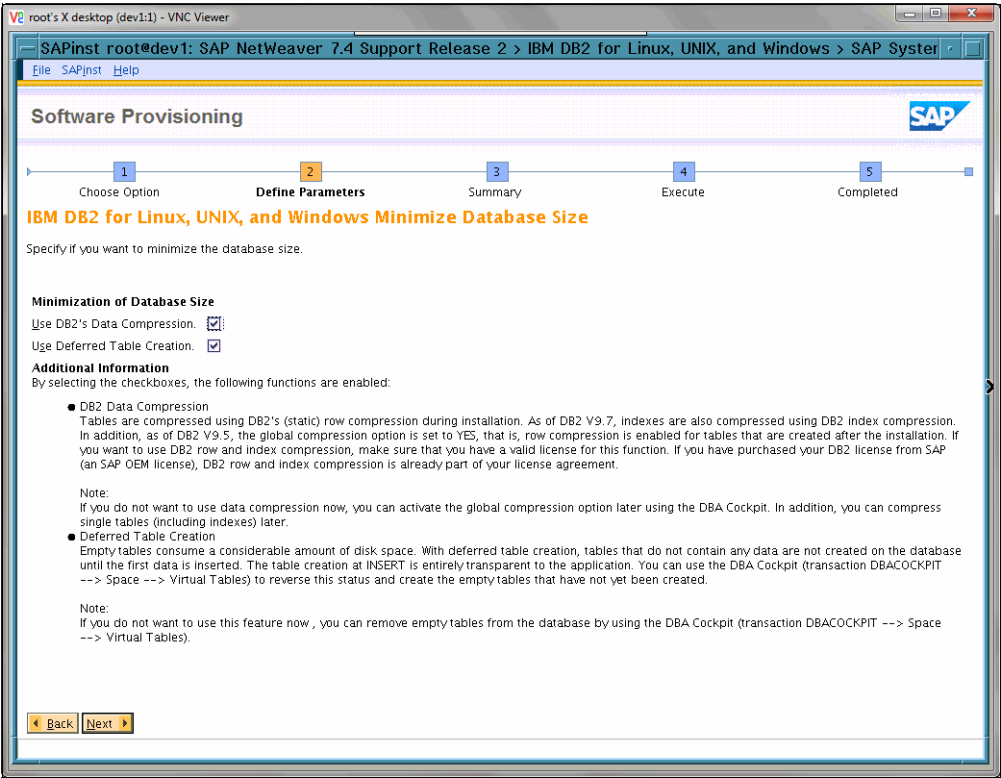 root's X desktop (dev1:1) - VNC Viewer
SAPinst root@dev1: SAP NetWeaver 7.4 Support Release 2 > IBM DB2 for Linux, UNIX, and Windows > SAP System
File SAPinst Help
Software Provisioning
SAP
1 2 3 4 5
Choose Option Define Parameters Summary Execute Completed
IBM DB2 for Linux, UNIX, and Windows Minimize Database Size
Specify if you want to minimize the database size.
Minimization of Database Size
Use DB2's Data Compression.
Use Deferred Table Creation.
Additional Information
By selecting the checkboxes, the following functions are enabled:
● DB2 Data Compression
Tables are compressed using DB2's (static) row compression during installation. As of DB2 V9.7, indexes are also compressed using DB2 index compression.
In addition, as of DB2 V9.5, the global compression option is set to YES, that is, row compression is enabled for tables that are created after the installation. If
you want to use DB2 row and index compression, make sure that you have a valid license for this function. If you have purchased your DB2 license from SAP
(an SAP OEM license), DB2 row and index compression is already part of your license agreement.
Note:
If you do not want to use data compression now, you can activate the global compression option later using the DBA Cockpit. In addition, you can compress
single tables (including indexes) later.
● Deferred Table Creation
Empty tables consume a considerable amount of disk space. With deferred table creation, tables that do not contain any data are not created on the database
until the first data is inserted. The table creation at INSERT is entirely transparent to the application. You can use the DBA Cockpit (transaction DBACOCKPIT
--> Space --> Virtual Tables) to reverse this status and create the empty tables that have not yet been created.
Note:
If you do not want to use this feature now , you can remove empty tables from the database by using the DBA Cockpit (transaction DBACOCKPIT --> Space
--> Virtual Tables).
Back Next